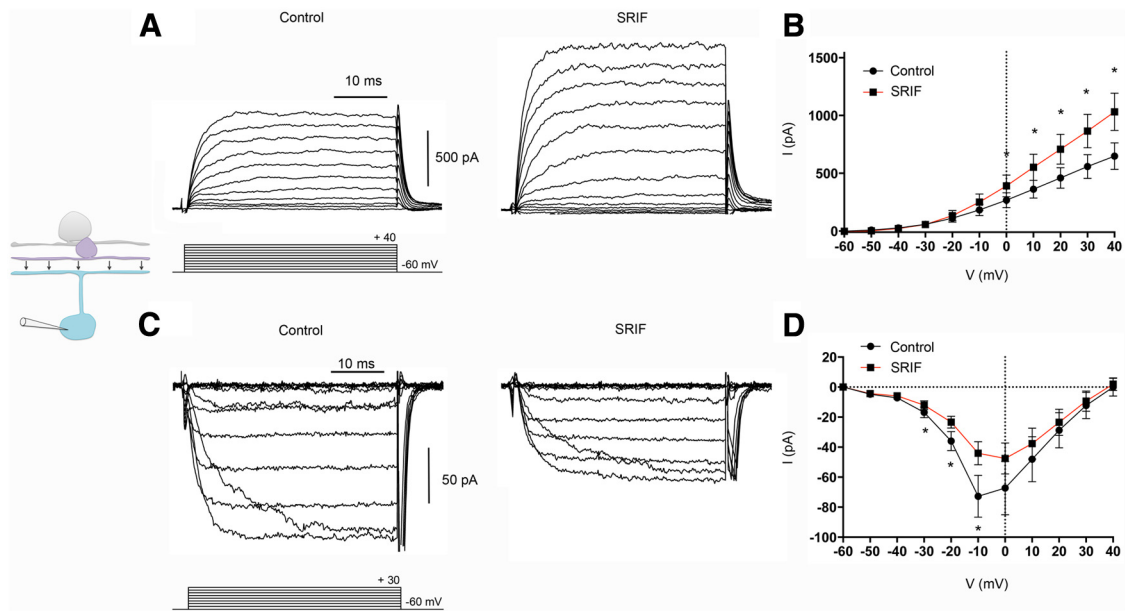 A
Control
SRIF
10 ms
500 pA
+ 40
-60 mV
B
1500
1000
500
0
I (pA)
Control
SRIF
*
*
*
*
*
-60 -50 -40 -30 -20 -10 0 10 20 30 40
V (mV)
C
Control
SRIF
10 ms
50 pA
+ 30
-60 mV
D
20
0
-20
-40
-60
-80
-100
I (pA)
Control
SRIF
*
*
*
-60 -50 -40 -30 -20 -10 0 10 20 30 40
V (mV)